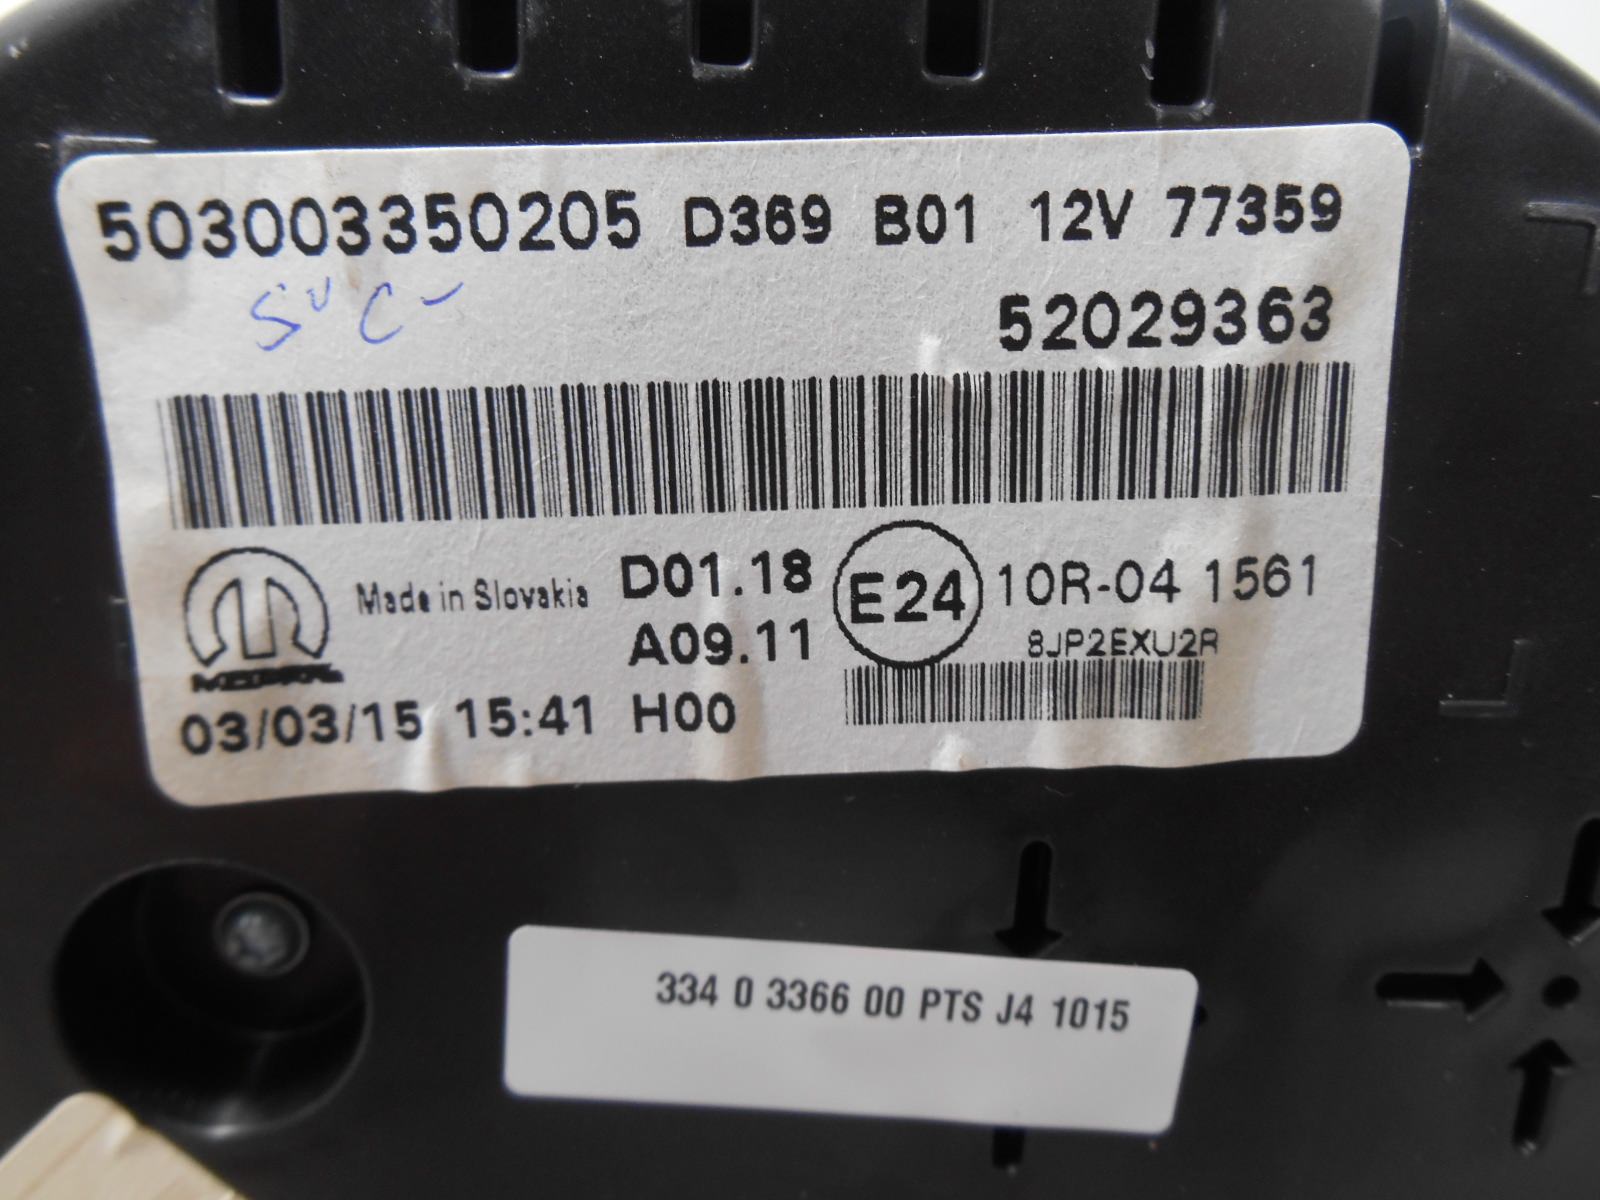 503003350205 D369 B01 12V 77359
52029363
Made in Slovakia D01.18 E24 10R-04 1561
A09.11 8JP2EXU2R
MOPAR
03/03/15 15:41 H00
334 0 3366 00 PTS J4 1015